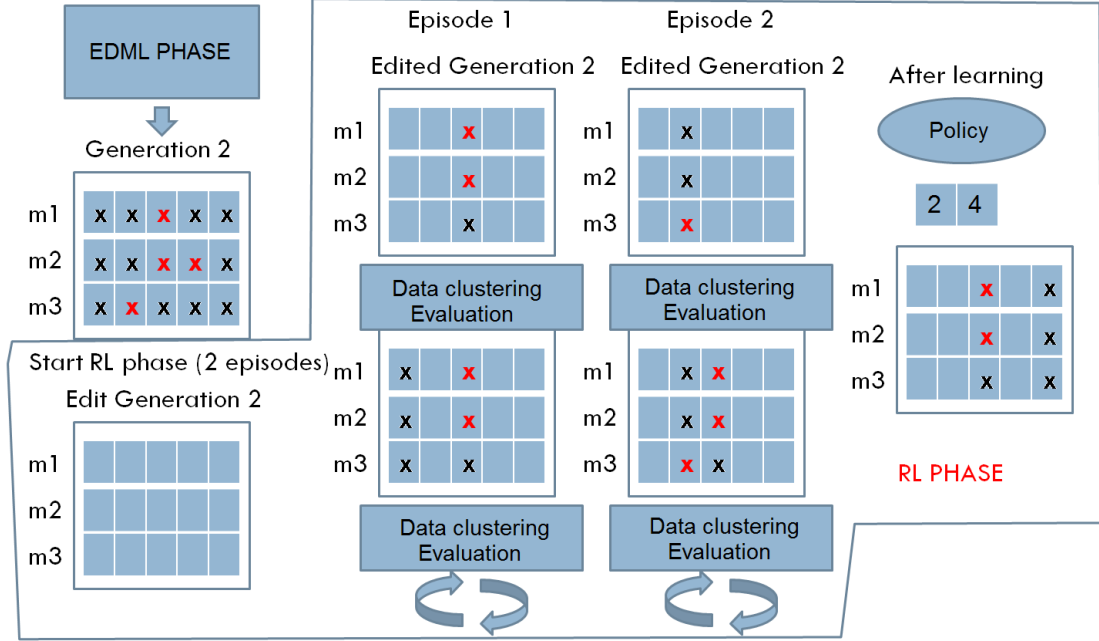 EDML PHASE
Generation 2
m1 x x x x x
m2 x x x x x
m3 x x x x x
Start RL phase (2 episodes)
Edit Generation 2
m1
m2
m3
Episode 1
Edited Generation 2
m1 x
m2 x
m3 x
Data clustering
Evaluation
m1 x x
m2 x x
m3 x x
Data clustering
Evaluation
Episode 2
Edited Generation 2
m1 x
m2 x
m3 x
Data clustering
Evaluation
m1 x x
m2 x x
m3 x x
Data clustering
Evaluation
After learning
Policy
2 4
m1 x x
m2 x x
m3 x x
RL PHASE